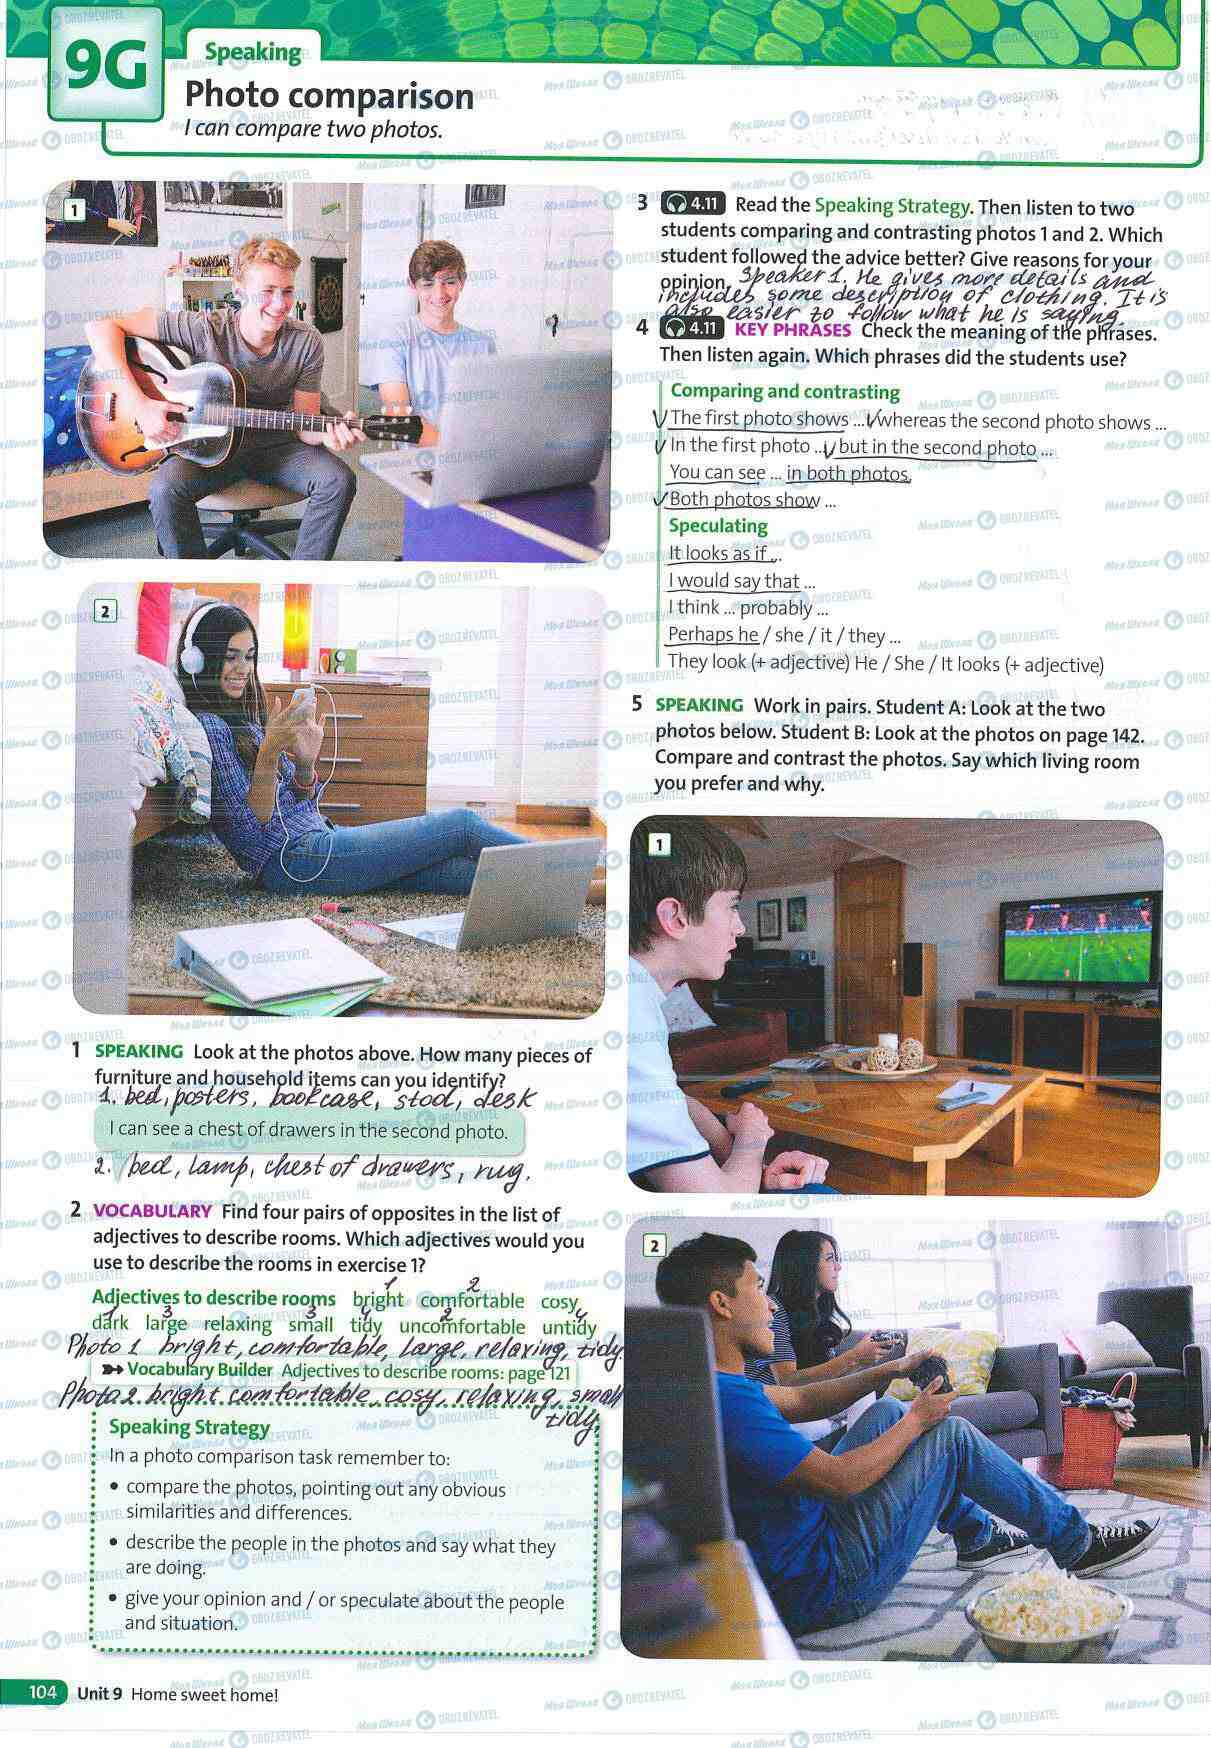 9G
Speaking
Photo comparison
I can compare two photos.
1
2
1 SPEAKING Look at the photos above. How many pieces of
furniture and household items can you identify?
1. bed, posters, bookcase, stool, desk
I can see a chest of drawers in the second photo.
2. bed, lamp, chest of drawers, rug.
2 VOCABULARY Find four pairs of opposites in the list of
adjectives to describe rooms. Which adjectives would you
use to describe the rooms in exercise 1?
1 2
Adjectives to describe rooms bright comfortable cosy
1 3 3 4 2 4
dark large relaxing small tidy uncomfortable untidy
Photo 1 bright, comfortable, large, relaxing, tidy.
Vocabulary Builder Adjectives to describe rooms: page 121
Photo 2 bright comfortable, cosy, relaxing, small
tidy.
Speaking Strategy
In a photo comparison task remember to:
• compare the photos, pointing out any obvious
similarities and differences.
• describe the people in the photos and say what they
are doing.
• give your opinion and / or speculate about the people
and situation.
3 4.11 Read the Speaking Strategy. Then listen to two
students comparing and contrasting photos 1 and 2. Which
student followed the advice better? Give reasons for your
opinion. Speaker 1. He gives more details and
includes some description of clothing. It is
also easier to follow what he is saying.
4 4.11 KEY PHRASES Check the meaning of the phrases.
Then listen again. Which phrases did the students use?
Comparing and contrasting
The first photo shows ... whereas the second photo shows ...
In the first photo ... but in the second photo ...
You can see ... in both photos.
Both photos show ...
Speculating
It looks as if ...
I would say that ...
I think ... probably ...
Perhaps he / she / it / they ...
They look (+ adjective) He / She / It looks (+ adjective)
5 SPEAKING Work in pairs. Student A: Look at the two
photos below. Student B: Look at the photos on page 142.
Compare and contrast the photos. Say which living room
you prefer and why.
1
2
104 Unit 9 Home sweet home!
Моя Школа OBOZREVATEL